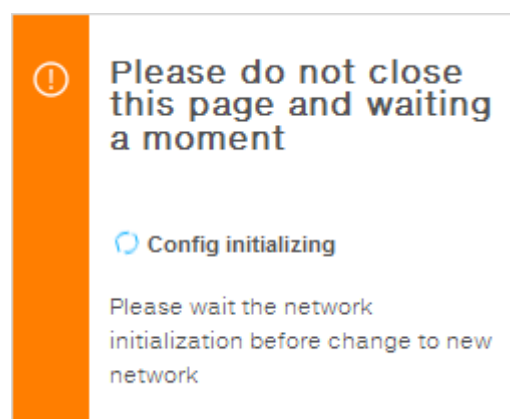 Please do not close
this page and waiting
a moment
Config initializing
Please wait the network
initialization before change to new
network